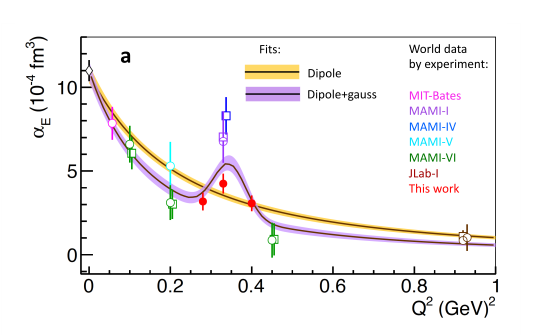 a
Fits:
Dipole
Dipole+gauss
World data
by experiment:
MIT-Bates
MAMI-I
MAMI-IV
MAMI-V
MAMI-VI
JLab-I
This work
α_E (10⁻⁴ fm³)
10
5
0
0 0.2 0.4 0.6 0.8 1
Q² (GeV)²